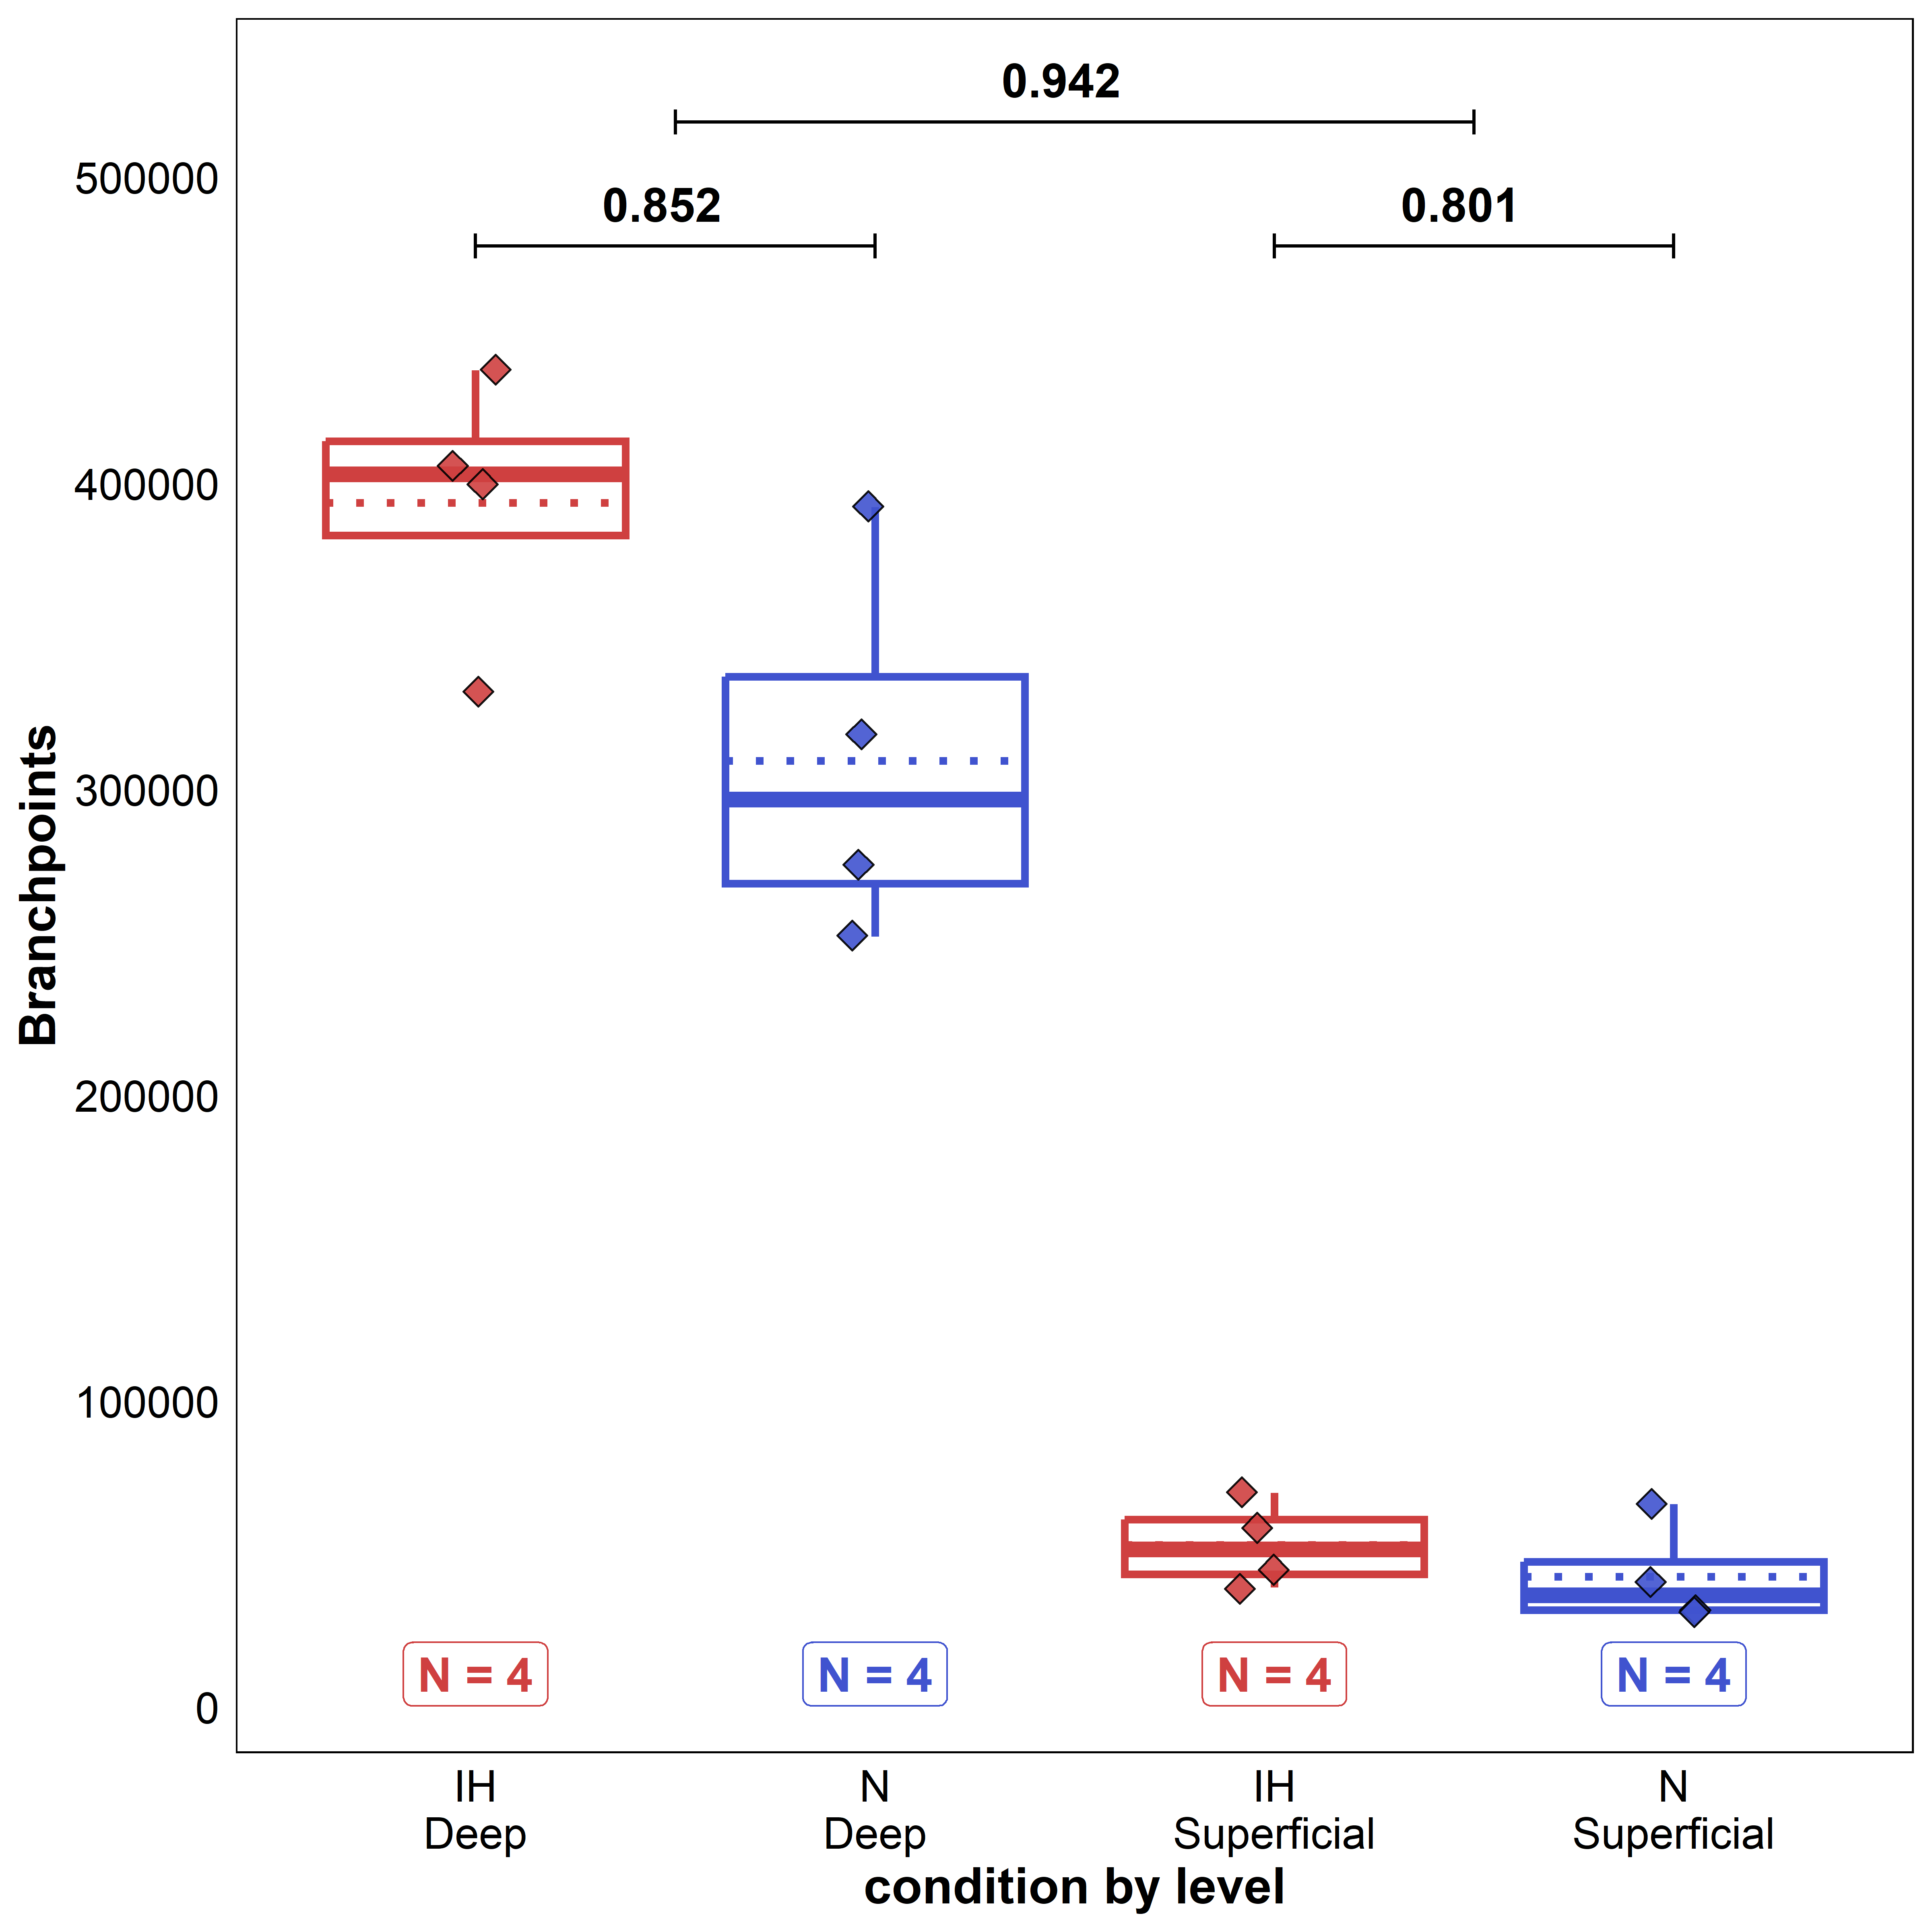 0.942
0.852
0.801
500000
400000
300000
200000
100000
0
Branchpoints
N = 4
N = 4
N = 4
N = 4
IH
Deep
N
Deep
IH
Superficial
N
Superficial
condition by level